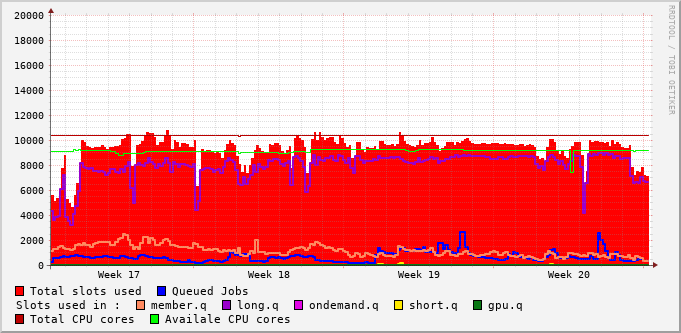 20000
18000
16000
14000
12000
10000
8000
6000
4000
2000
0
Week 17 Week 18 Week 19 Week 20
RRDTOOL / TOBI OETIKER
Total slots used Queued Jobs
Slots used in : member.q long.q ondemand.q short.q gpu.q
Total CPU cores Availale CPU cores